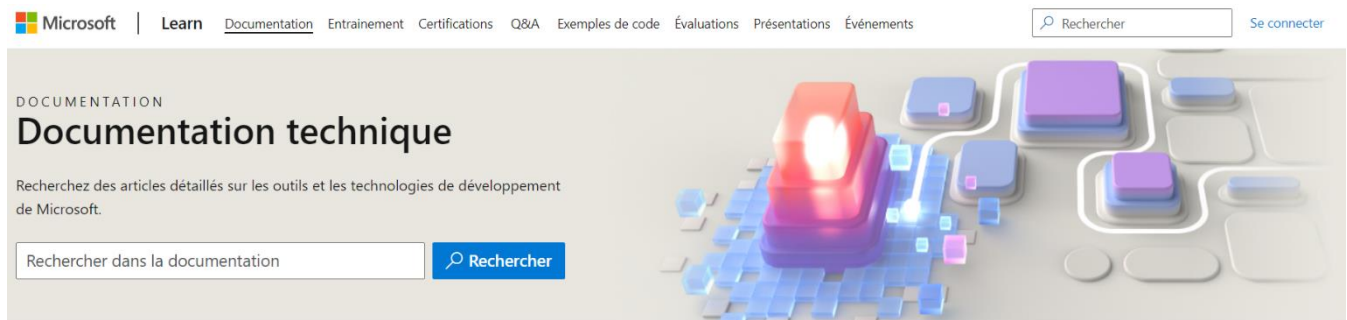 Microsoft Learn Documentation Entrainement Certifications Q&A Exemples de code Évaluations Présentations Événements Rechercher Se connecter
DOCUMENTATION
Documentation technique
Recherchez des articles détaillés sur les outils et les technologies de développement
de Microsoft.
Rechercher dans la documentation Rechercher